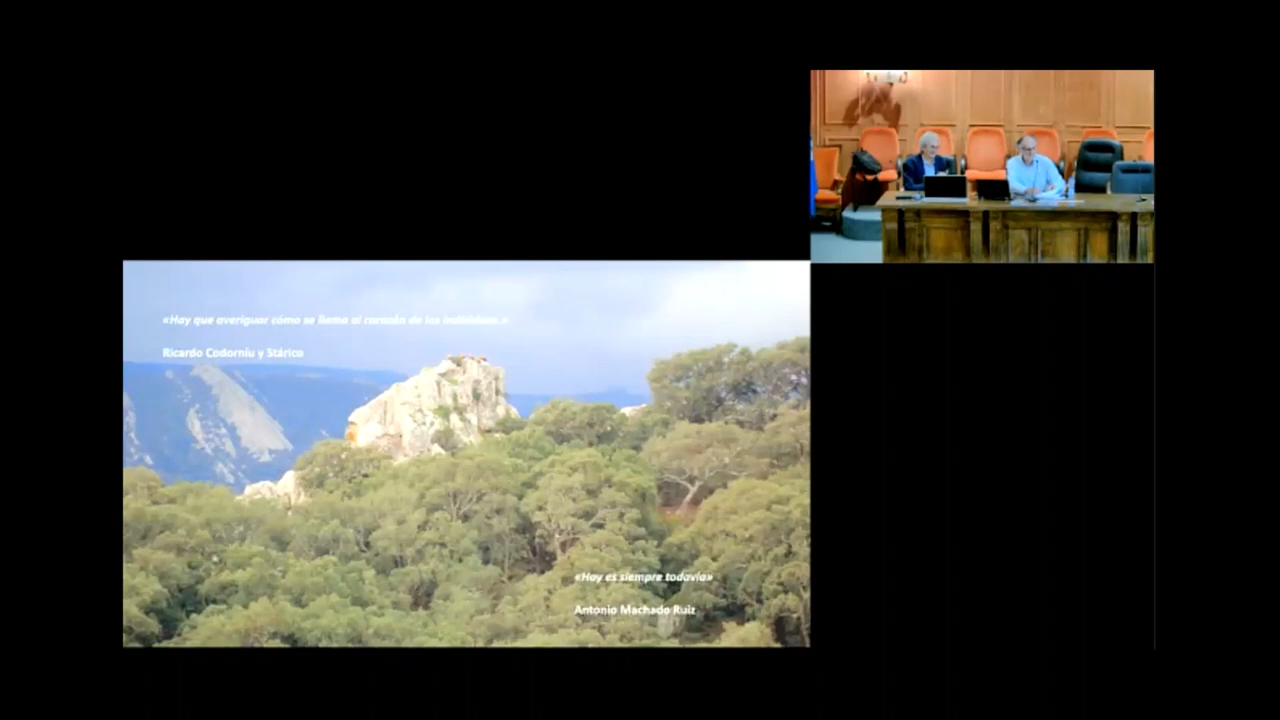 «Hay que averiguar cómo se llama al corazón de los individuos.»
Ricardo Codorníu y Stárico
«Hoy es siempre todavía»
Antonio Machado Ruiz